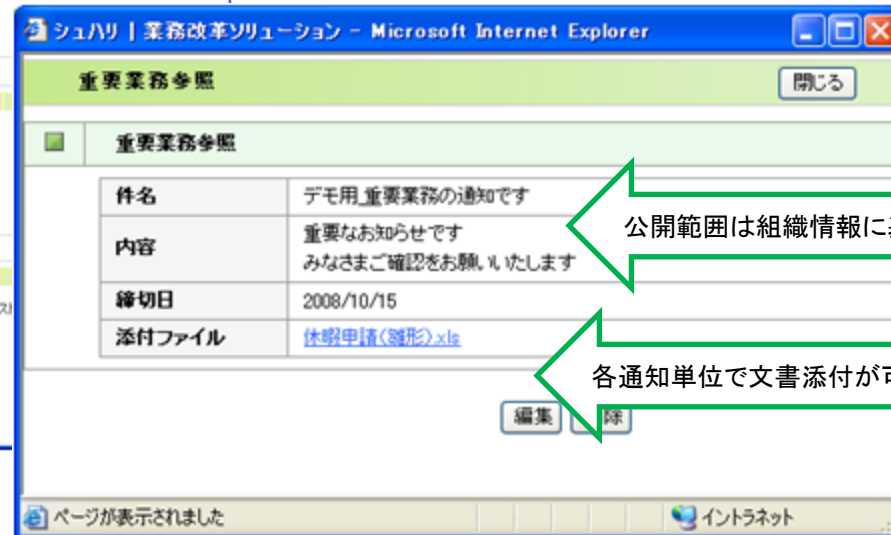 シュハリ | 業務改革ソリューション - Microsoft Internet Explorer
重要業務参照
閉じる
重要業務参照
件名
デモ用_重要業務の通知です
内容
重要なお知らせです
みなさまご確認をお願いいたします
公開範囲は組織情報に
締切日
2008/10/15
添付ファイル
休暇申請(雛形).xls
各通知単位で文書添付が
編集
除
ページが表示されました
イントラネット